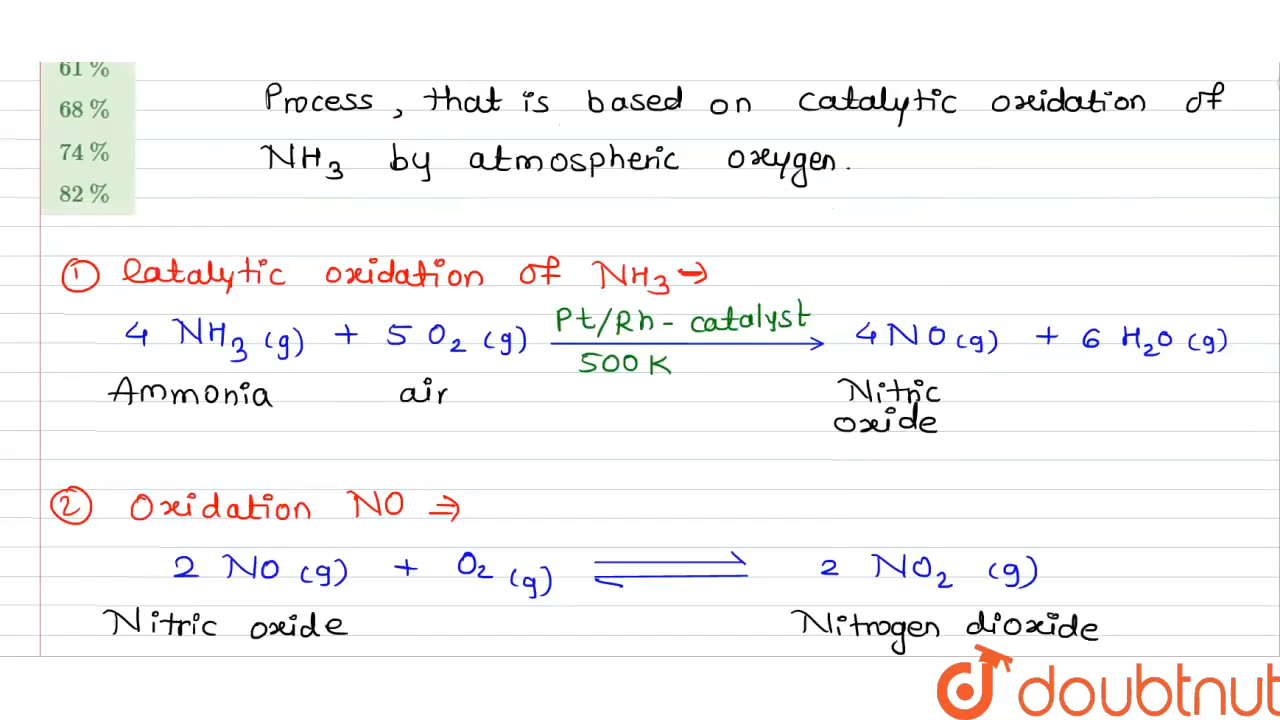 61 %
68 %
74 %
82 %
Process, that is based on catalytic oxidation of
NH3 by atmospheric oxygen.
① Catalytic oxidation of NH3 →
4 NH3 (g) + 5 O2 (g) Pt/Rh - catalyst 500 K → 4 NO (g) + 6 H2O (g)
Ammonia air Nitric oxide
② Oxidation NO ⇒
2 NO (g) + O2 (g) ⇌ 2 NO2 (g)
Nitric oxide Nitrogen dioxide
doubtnut